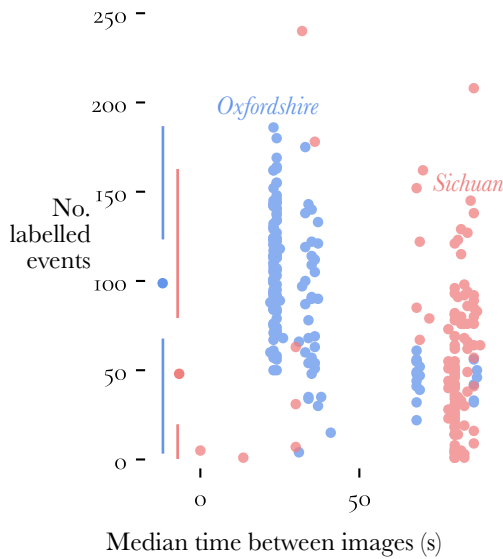 250
200
Oxfordshire
Sichuan
150
No.
labelled
events
100
50
0
0
50
Median time between images (s)